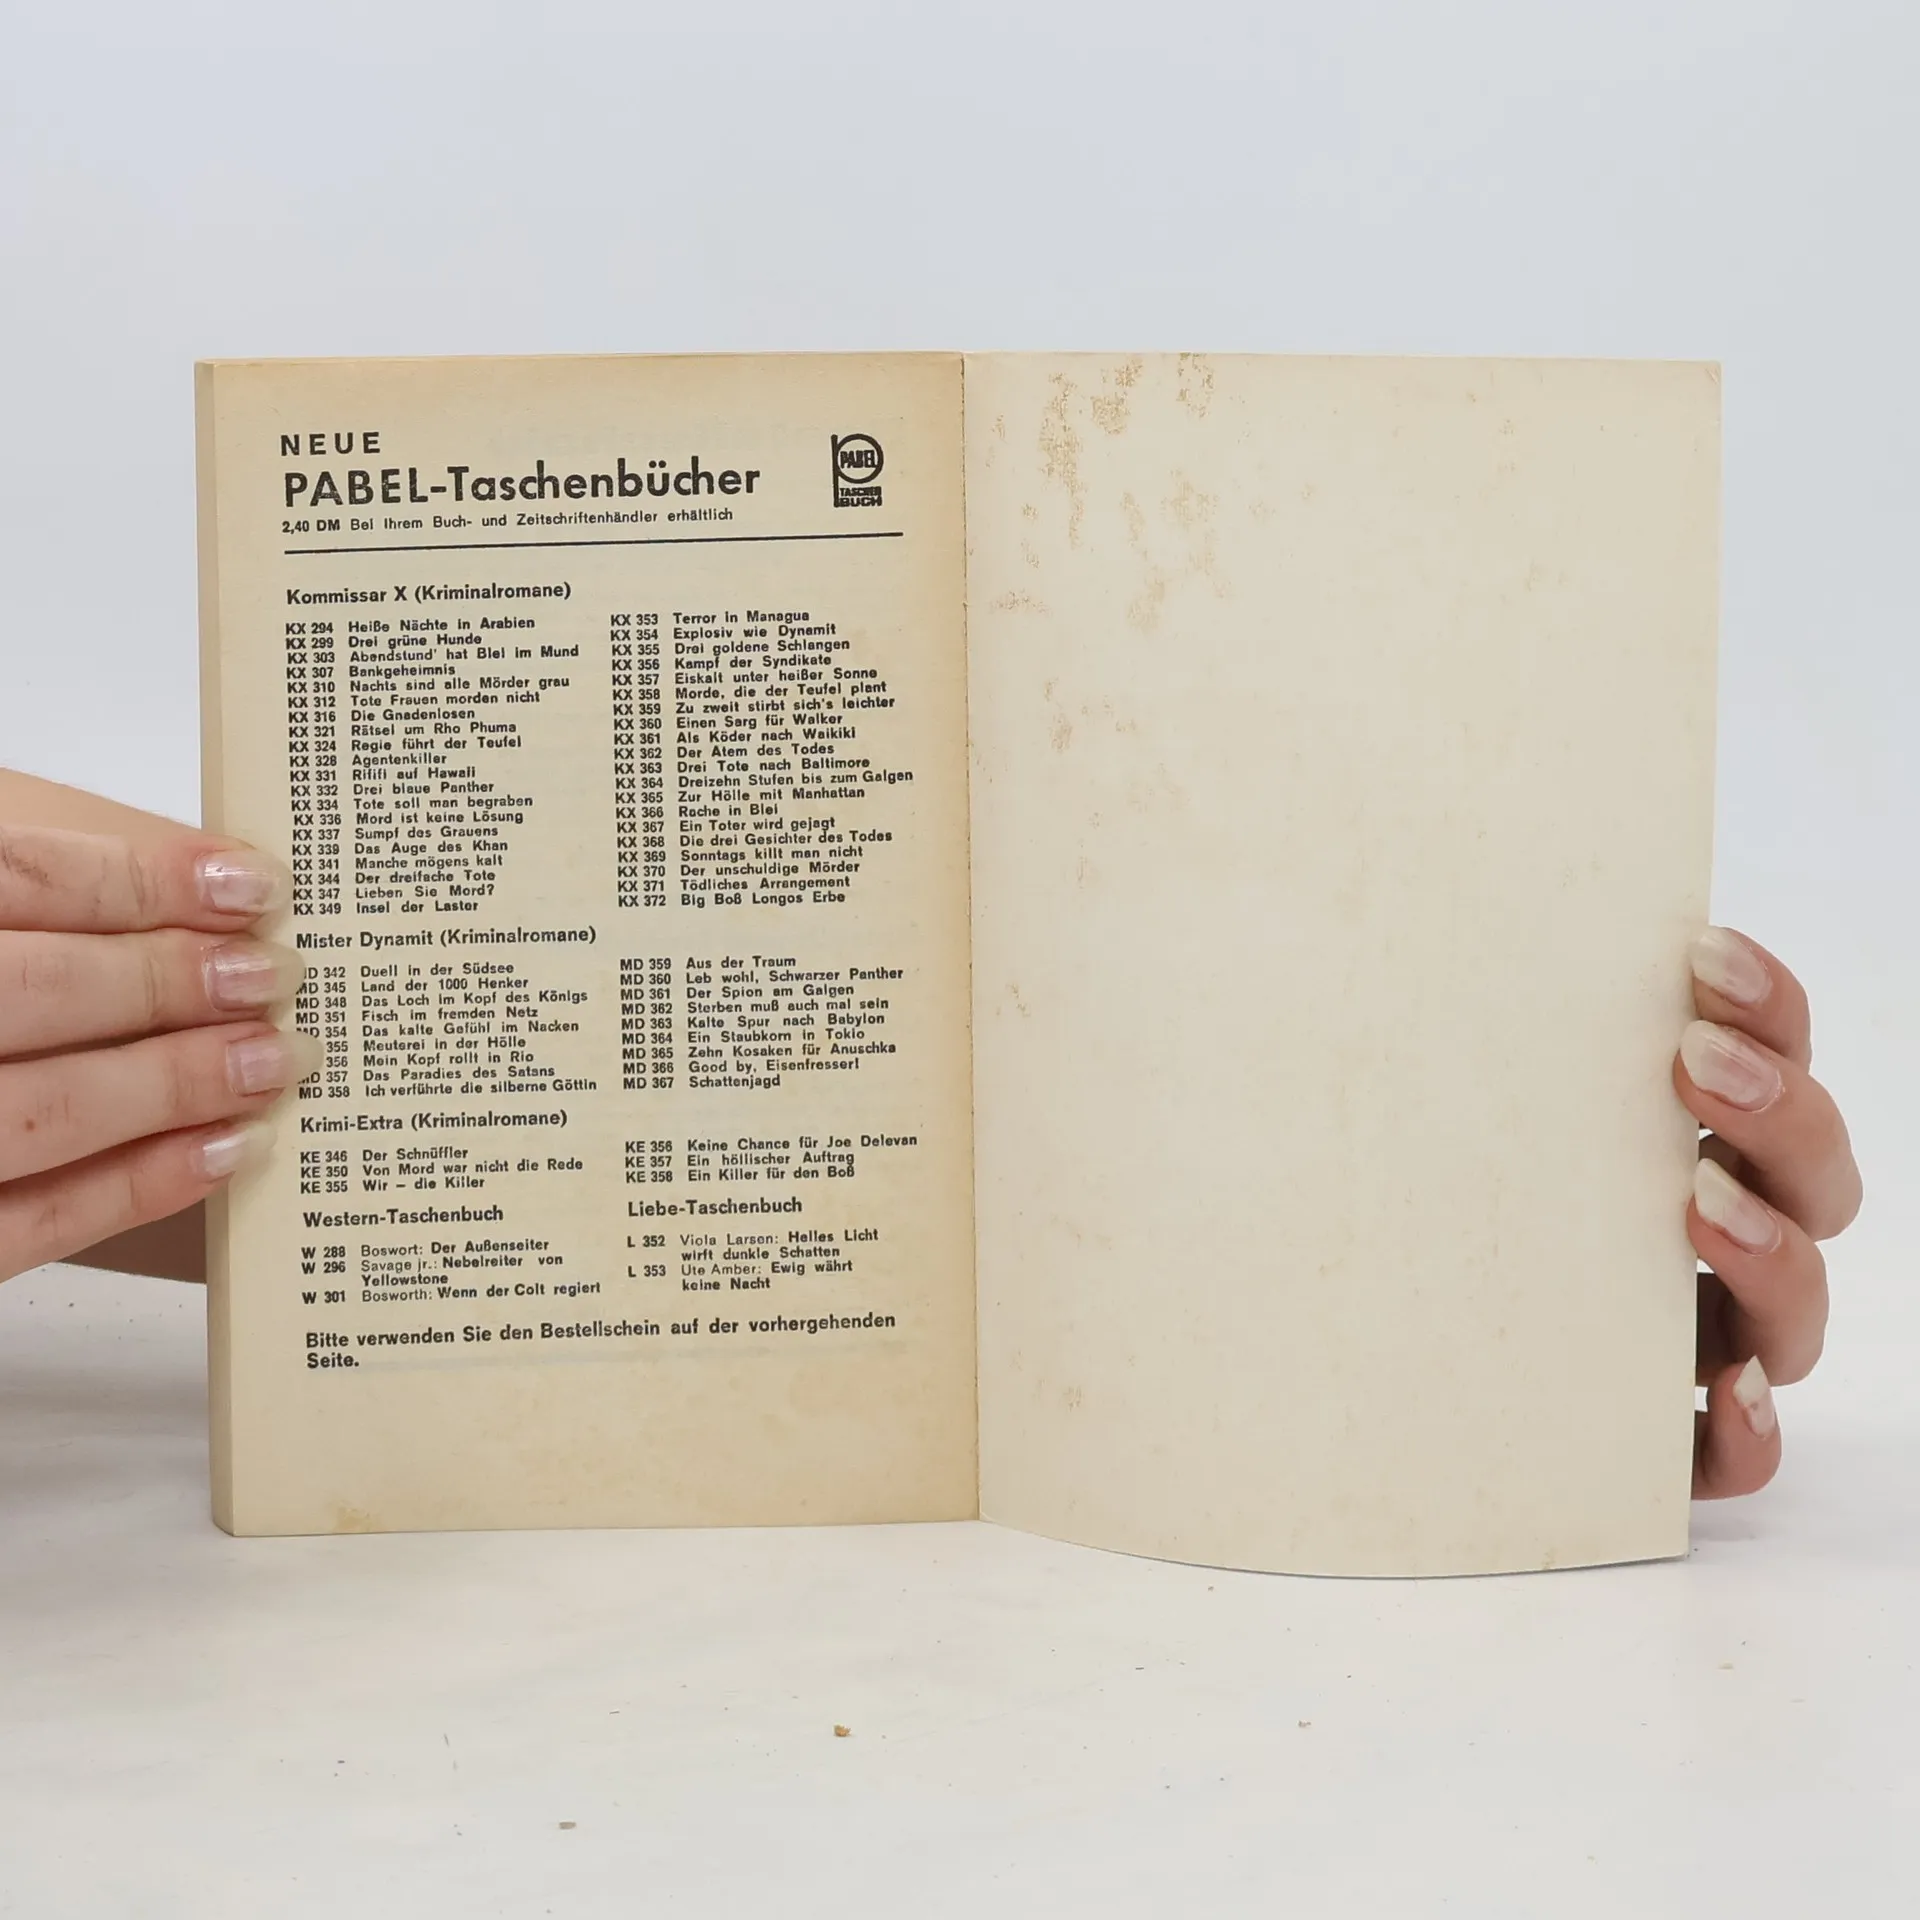 NEUE
PABEL-Taschenbücher
2,40 DM Bei Ihrem Buch- und Zeitschriftenhändler erhältlich
PABEL
TASCHEN
BUCH
Kommissar X (Kriminalromane)
KX 294 Heiße Nächte in Arabien
KX 299 Drei grüne Hunde
KX 303 Abendstund' hat Blei im Mund
KX 307 Bankgeheimnis
KX 310 Nachts sind alle Mörder grau
KX 312 Tote Frauen morden nicht
KX 316 Die Gnadenlosen
KX 321 Rätsel um Rho Phuma
KX 324 Regie führt der Teufel
KX 328 Agentenkiller
KX 331 Rififi auf Hawaii
KX 332 Drei blaue Panther
KX 334 Tote soll man begraben
KX 336 Mord ist keine Lösung
KX 337 Sumpf des Grauens
KX 339 Das Auge des Khan
KX 341 Manche mögens kalt
KX 344 Der dreifache Tote
KX 347 Lieben Sie Mord?
KX 349 Insel der Laster
KX 353 Terror in Managua
KX 354 Explosiv wie Dynamit
KX 355 Drei goldene Schlangen
KX 356 Kampf der Syndikate
KX 357 Eiskalt unter heißer Sonne
KX 358 Morde, die der Teufel plant
KX 359 Zu zweit stirbt sich's leichter
KX 360 Einen Sarg für Walker
KX 361 Als Köder nach Waikiki
KX 362 Der Atem des Todes
KX 363 Drei Tote nach Baltimore
KX 364 Dreizehn Stufen bis zum Galgen
KX 365 Zur Hölle mit Manhattan
KX 366 Rache in Blei
KX 367 Ein Toter wird gejagt
KX 368 Die drei Gesichter des Todes
KX 369 Sonntags killt man nicht
KX 370 Der unschuldige Mörder
KX 371 Tödliches Arrangement
KX 372 Big Boß Longos Erbe
Mister Dynamit (Kriminalromane)
342 Duell in der Südsee
MD 345 Land der 1000 Henker
MD 348 Das Loch im Kopf des Königs
MD 351 Fisch im fremden Netz
354 Das kalte Gefühl im Nacken
355 Meuterei in der Hölle
356 Mein Kopf rollt in Rio
357 Das Paradies des Satans
MD 358 Ich verführte die silberne Göttin
MD 359 Aus der Traum
MD 360 Leb wohl, Schwarzer Panther
MD 361 Der Spion am Galgen
MD 362 Sterben muß auch mal sein
MD 363 Kalte Spur nach Babylon
MD 364 Ein Staubkorn in Tokio
MD 365 Zehn Kosaken für Anuschka
MD 366 Good by, Eisenfresser!
MD 367 Schattenjagd
Krimi-Extra (Kriminalromane)
KE 346 Der Schnüffler
KE 350 Von Mord war nicht die Rede
KE 355 Wir – die Killer
KE 356 Keine Chance für Joe Delevan
KE 357 Ein höllischer Auftrag
KE 358 Ein Killer für den Boß
Western-Taschenbuch
W 288 Boswort: Der Außenseiter
W 296 Savage jr.: Nebelreiter von
Yellowstone
W 301 Bosworth: Wenn der Colt regiert
Liebe-Taschenbuch
L 352 Viola Larsen: Helles Licht
wirft dunkle Schatten
L 353 Ute Amber: Ewig währt
keine Nacht
Bitte verwenden Sie den Bestellschein auf der vorhergehenden
Seite.